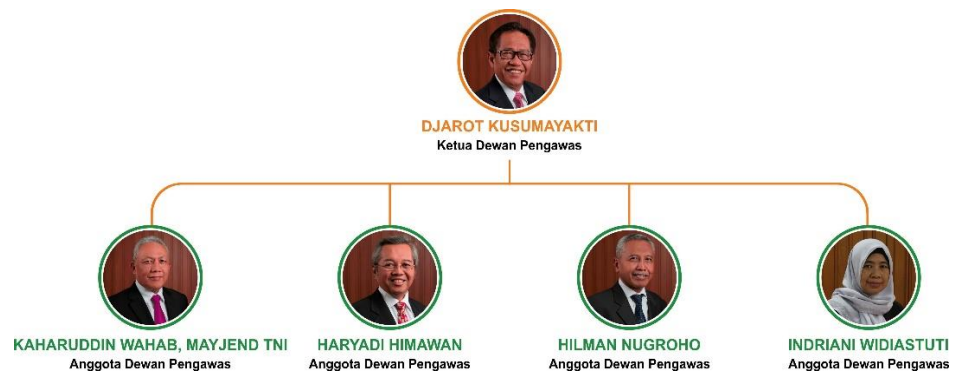 DJAROT KUSUMAYAKTI
Ketua Dewan Pengawas
KAHARUDDIN WAHAB, MAYJEND TNI
Anggota Dewan Pengawas
HARYADI HIMAWAN
Anggota Dewan Pengawas
HILMAN NUGROHO
Anggota Dewan Pengawas
INDRIANI WIDIASTUTI
Anggota Dewan Pengawas